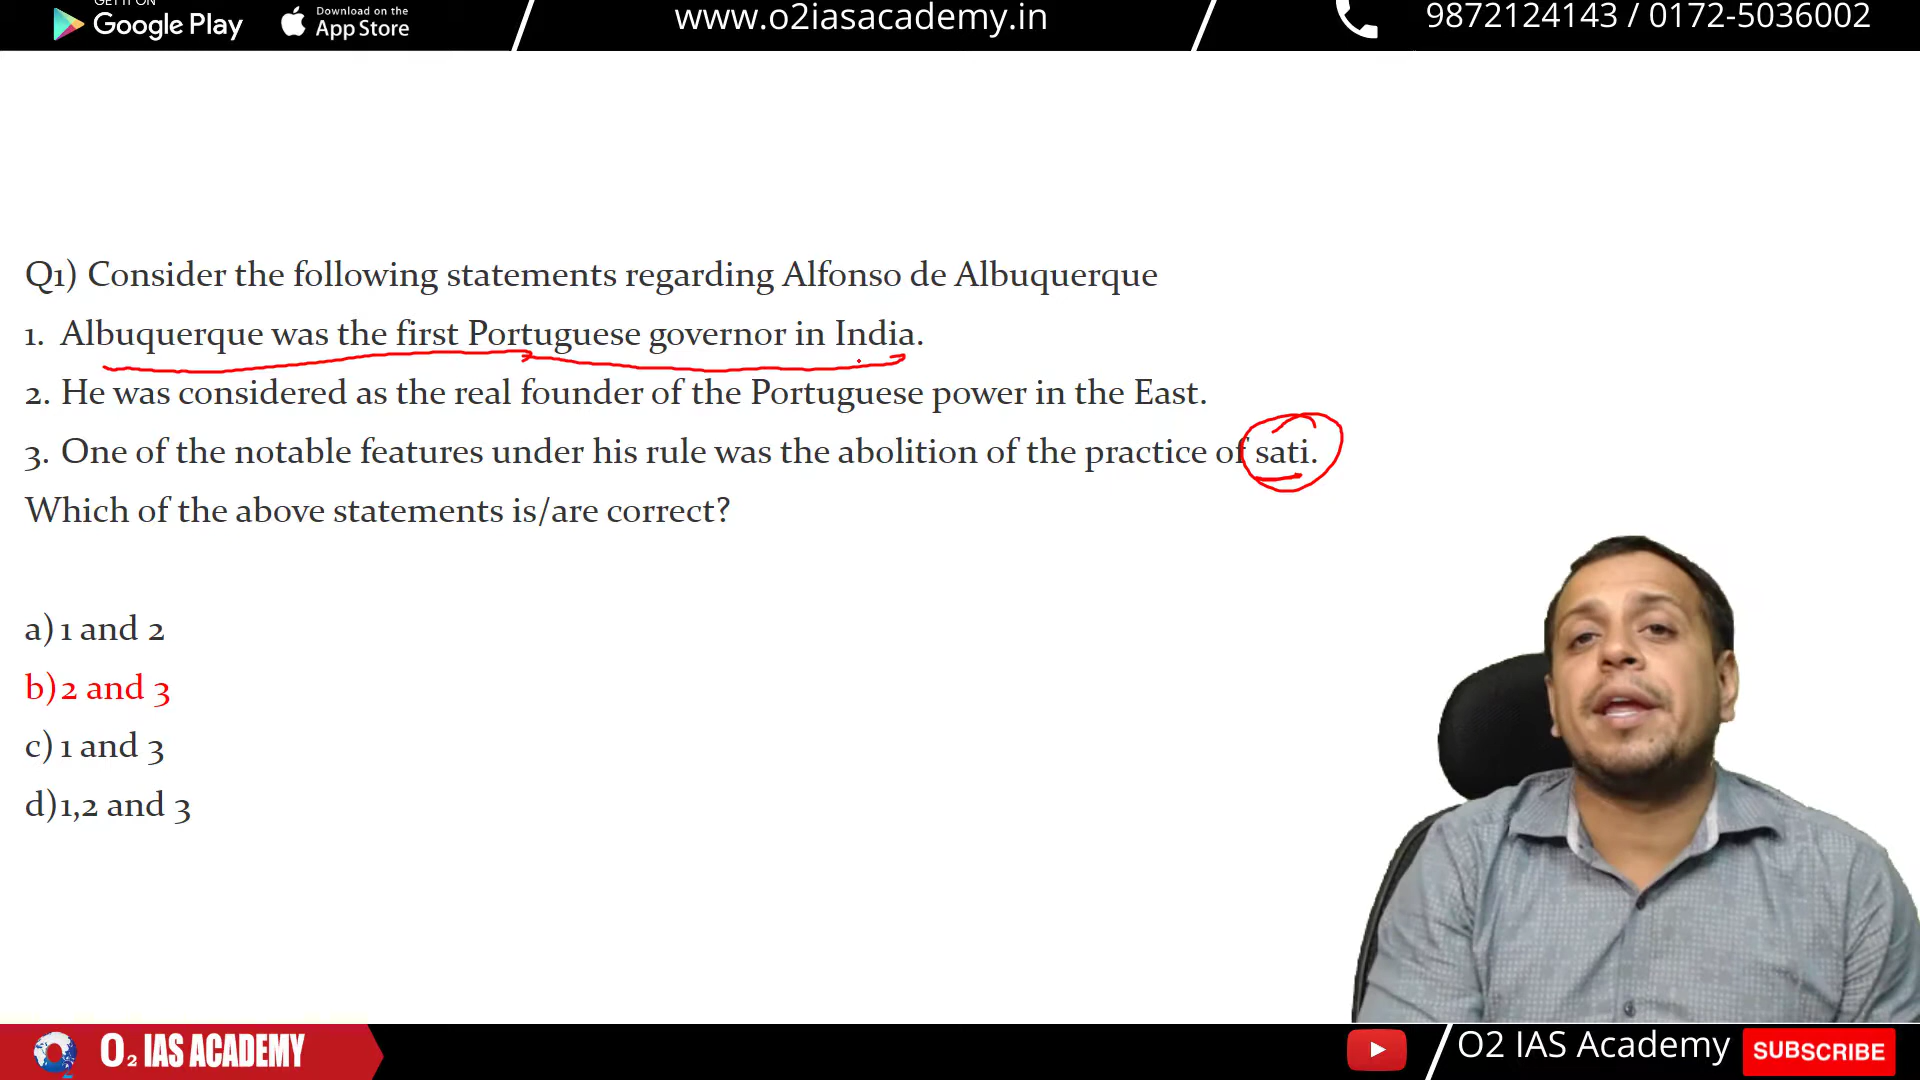 GET IT ON
Google Play
Download on the
App Store
www.o2iasacademy.in
9872124143 / 0172-5036002
Q1) Consider the following statements regarding Alfonso de Albuquerque
1. Albuquerque was the first Portuguese governor in India.
2. He was considered as the real founder of the Portuguese power in the East.
3. One of the notable features under his rule was the abolition of the practice of sati.
Which of the above statements is/are correct?
a) 1 and 2
b) 2 and 3
c) 1 and 3
d) 1,2 and 3
O2 IAS ACADEMY
O2 IAS Academy
SUBSCRIBE